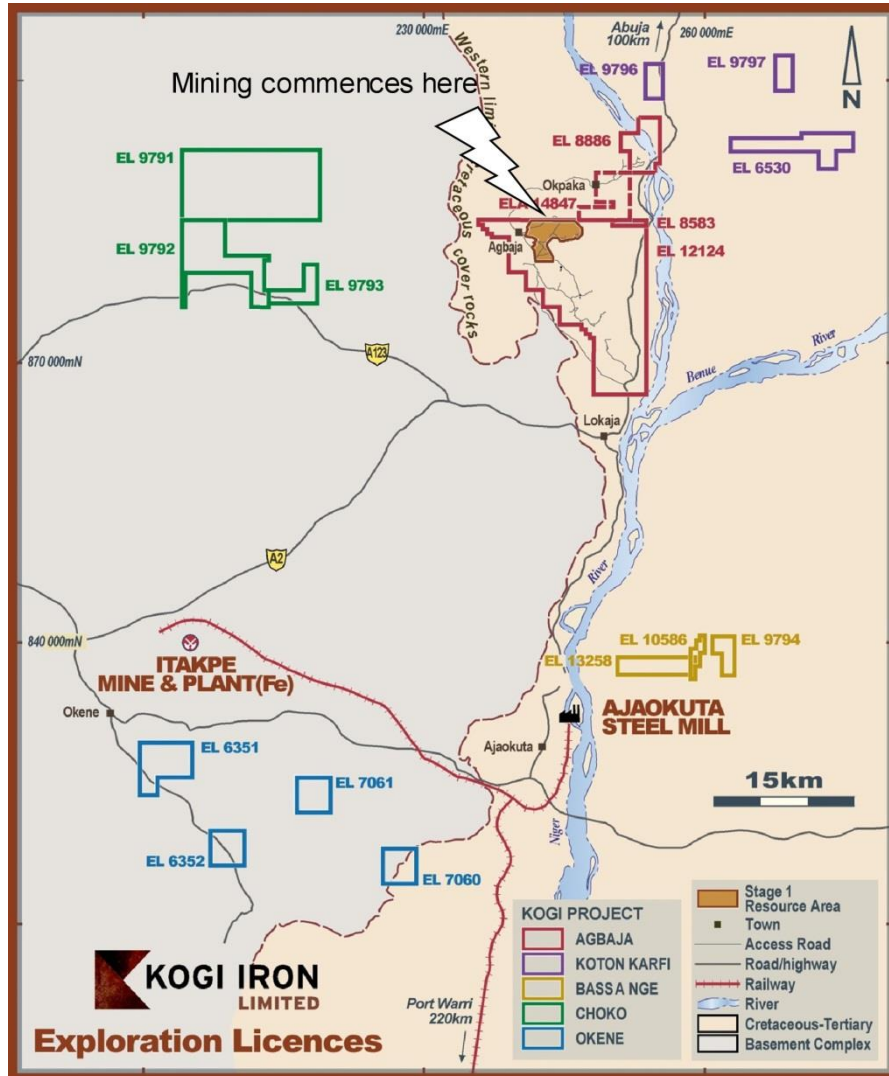 230 000mE
Abuja
100km
260 000mE
Western limit
Cretaceous
cover rocks
Mining commences here
N
EL 9796
EL 9797
EL 8886
EL 6530
EL 9791
Okpaka
ELA 14847
EL 8583
EL 9792
Agbaja
EL 12124
EL 9793
A123
870 000mN
Benue
River
Lokaja
A2
River
840 000mN
ITAKPE
MINE & PLANT(Fe)
EL 10586
EL 9794
EL 13258
Okene
AJAOKUTA
STEEL MILL
Ajaokuta
EL 6351
EL 7061
15km
Niger
EL 6352
EL 7060
KOGI PROJECT
AGBAJA
KOTON KARFI
BASSA NGE
CHOKO
OKENE
Stage 1
Resource Area
Town
Access Road
Road/highway
Railway
River
Cretaceous-Tertiary
Basement Complex
KOGI IRON
LIMITED
Exploration Licences
Port Warri
220km